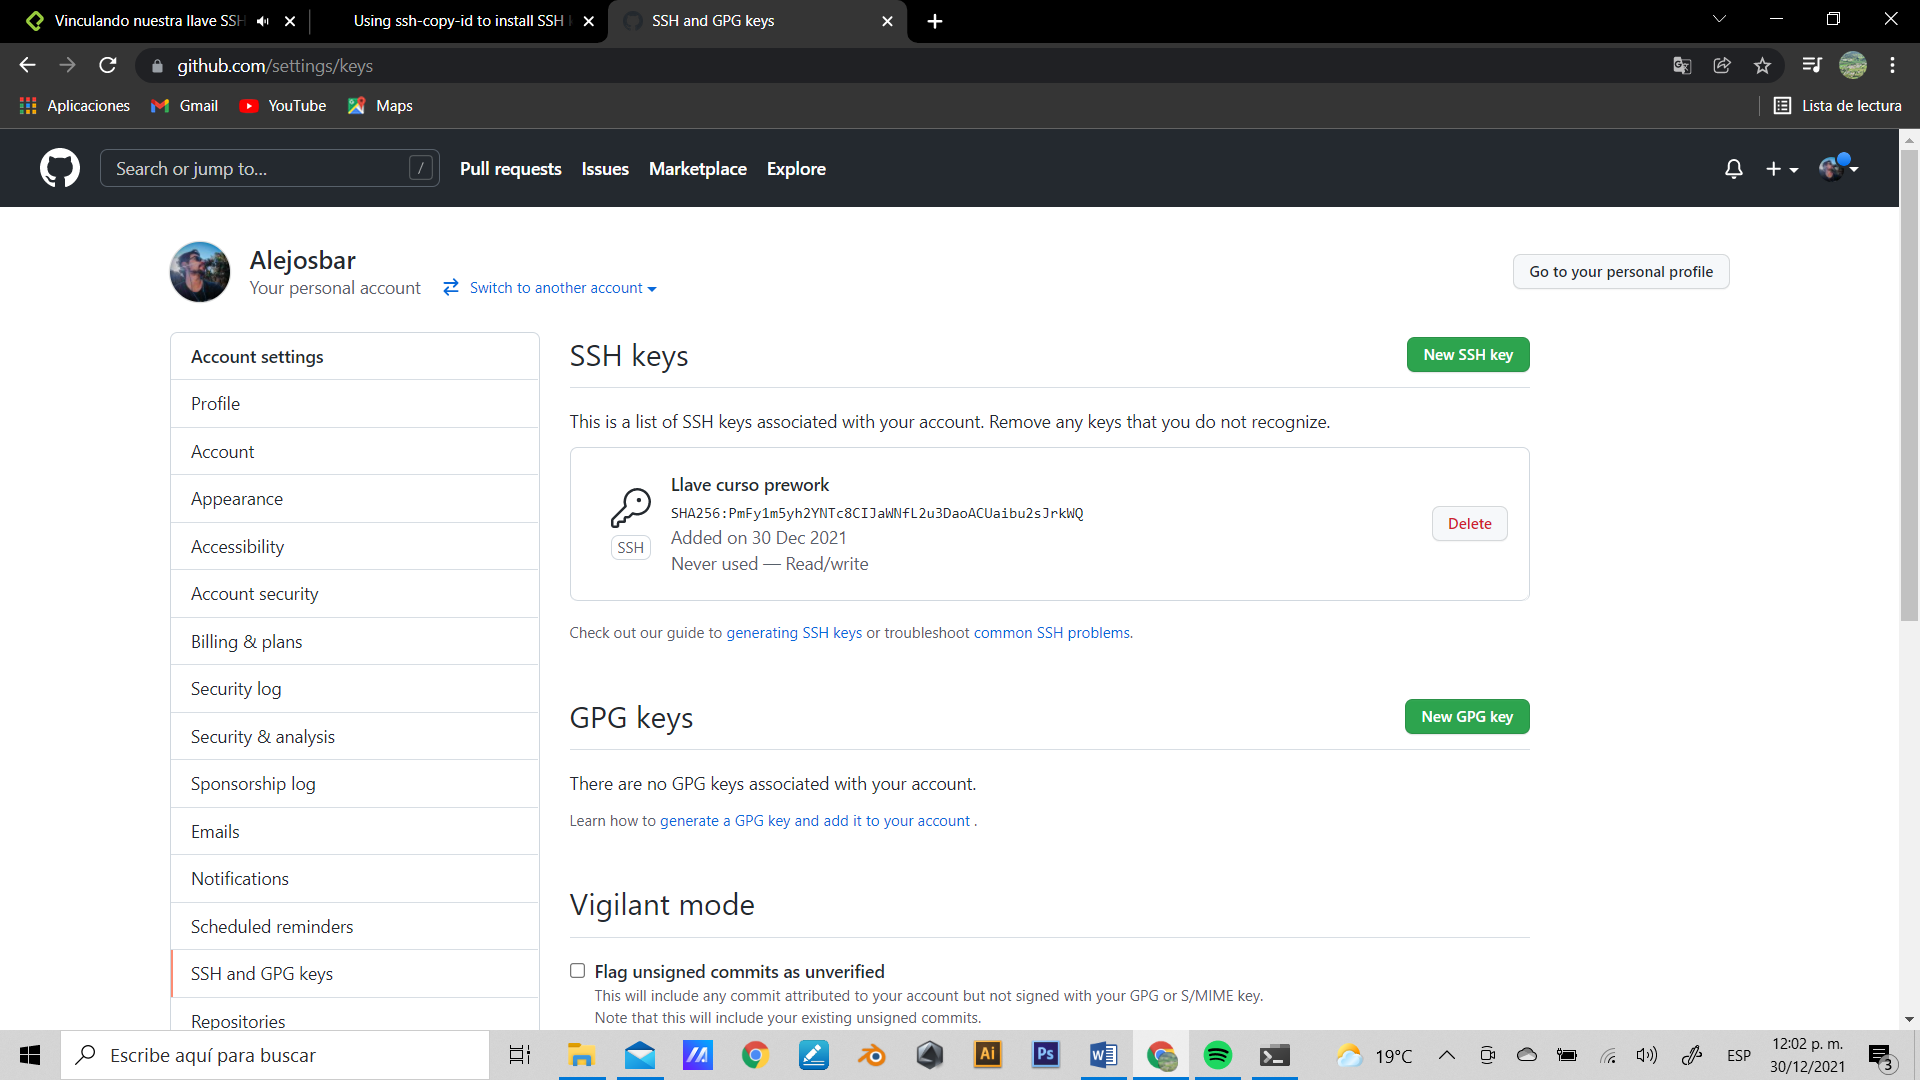 Vinculando nuestra llave SSH
Using ssh-copy-id to install SSH
SSH and GPG keys
github.com/settings/keys
Aplicaciones
Gmail
YouTube
Maps
Lista de lectura
Search or jump to...
/
Pull requests
Issues
Marketplace
Explore
Alejosbar
Your personal account
Switch to another account
Go to your personal profile
Account settings
Profile
Account
Appearance
Accessibility
Account security
Billing & plans
Security log
Security & analysis
Sponsorship log
Emails
Notifications
Scheduled reminders
SSH and GPG keys
Repositories
SSH keys
New SSH key
This is a list of SSH keys associated with your account. Remove any keys that you do not recognize.
Llave curso prework
SHA256:PmFy1m5yh2YNTc8CIJaWNfL2u3DaoACUaibu2sJrkWQ
Added on 30 Dec 2021
Never used — Read/write
SSH
Delete
Check out our guide to generating SSH keys or troubleshoot common SSH problems.
GPG keys
New GPG key
There are no GPG keys associated with your account.
Learn how to generate a GPG key and add it to your account .
Vigilant mode
Flag unsigned commits as unverified
This will include any commit attributed to your account but not signed with your GPG or S/MIME key.
Note that this will include your existing unsigned commits.
Escribe aquí para buscar
Ai
Ps
19°C
ESP
12:02 p. m.
30/12/2021
3